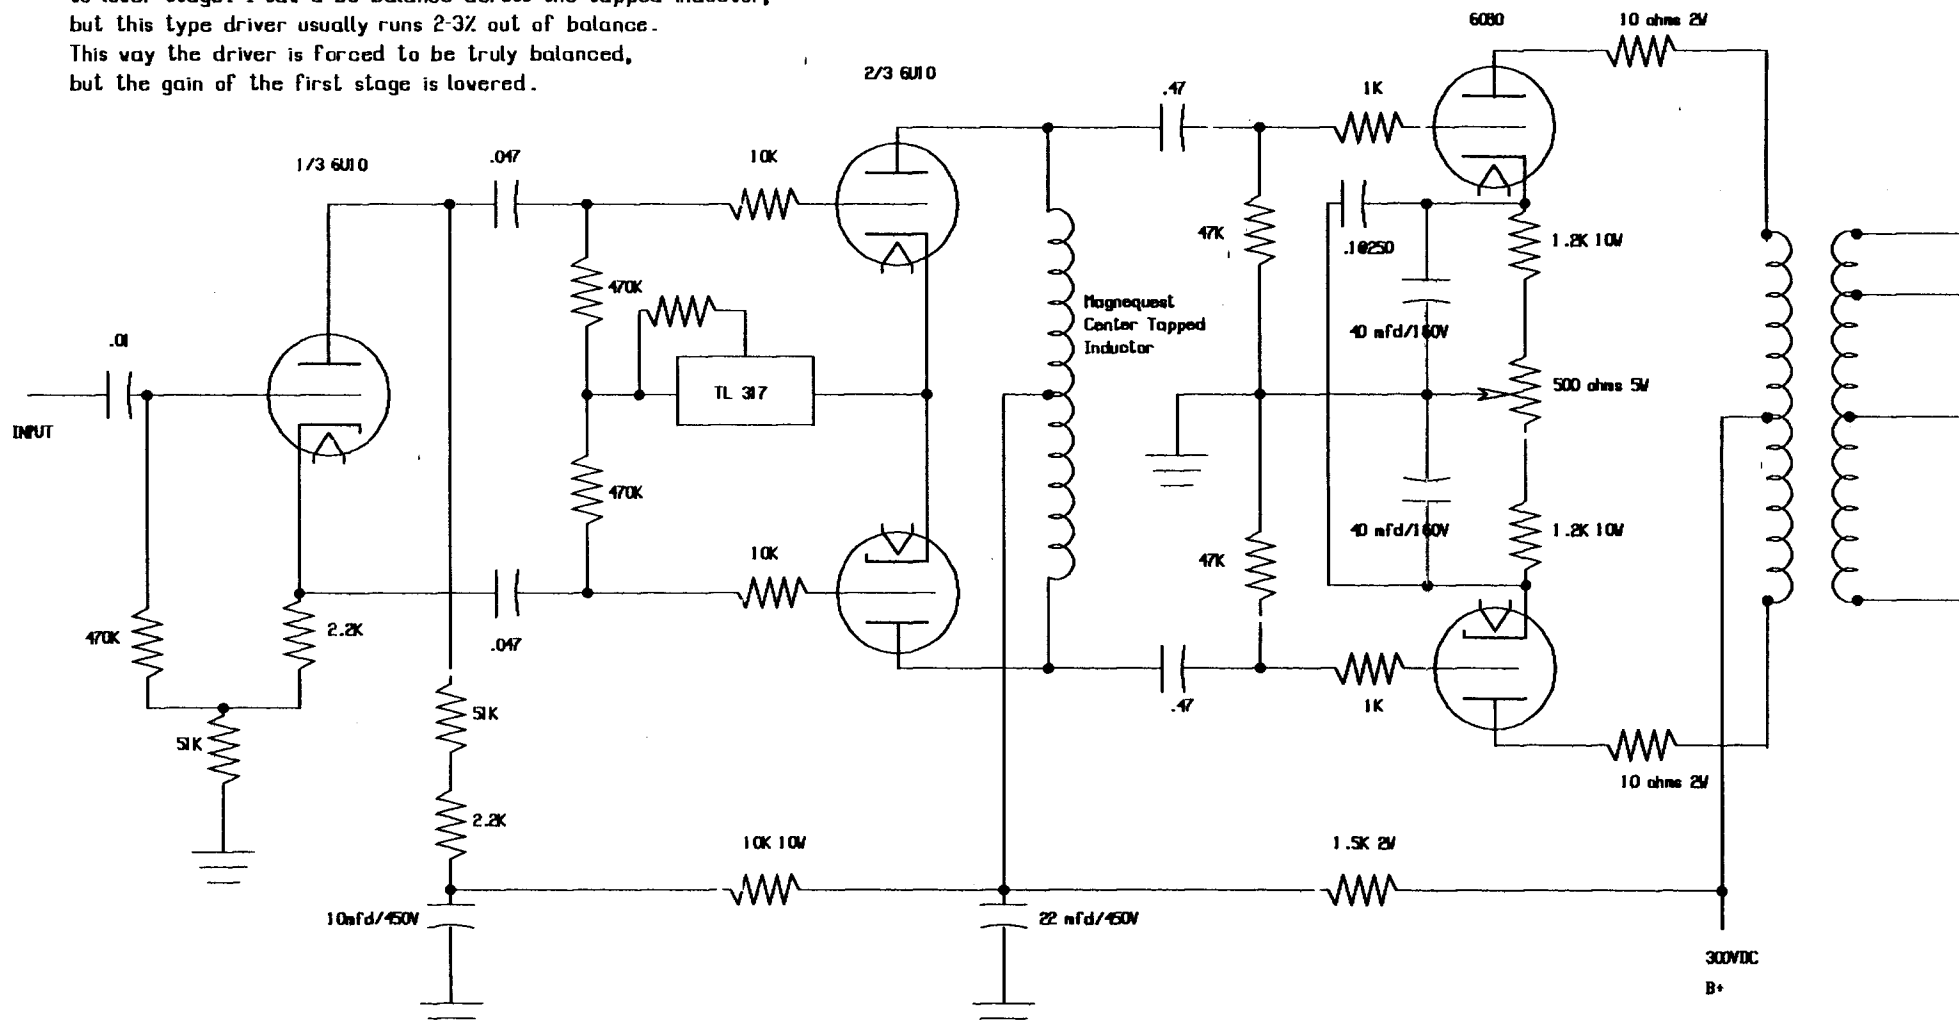 but this type driver usually runs 2-3% out of balance.
This way the driver is forced to be truly balanced,
but the gain of the first stage is lowered.
6080
10 ohms 2W
2/3 6U10
.47
1K
1/3 6U10
.047
10K
47K
.1@250
1.2K 10W
470K
Magnequest
Center Tapped
Inductor
40 mfd/160V
.01
TL 317
500 ohms 5W
INPUT
470K
40 mfd/160V
1.2K 10W
10K
47K
470K
2.2K
.047
51K
51K
.47
1K
10 ohms 2W
2.2K
10K 10W
1.5K 2W
10mfd/450V
22 mfd/450V
300VDC
B+